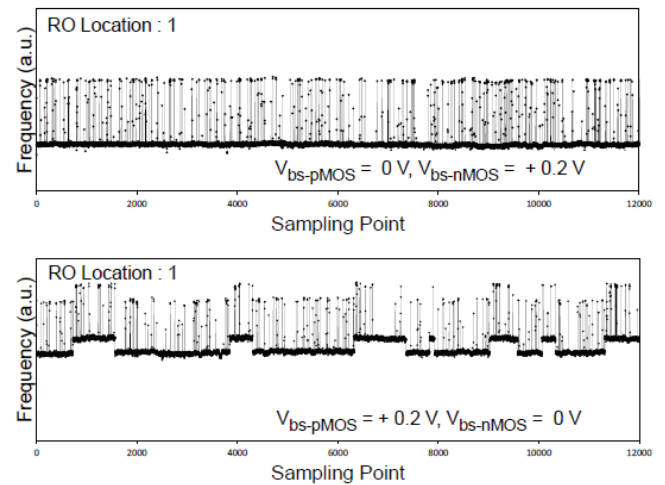 RO Location : 1
Frequency (a.u.)
V_bs-pMOS = 0 V, V_bs-nMOS = + 0.2 V
0 2000 4000 6000 8000 10000 12000
Sampling Point
RO Location : 1
Frequency (a.u.)
V_bs-pMOS = + 0.2 V, V_bs-nMOS = 0 V
0 2000 4000 6000 8000 10000 12000
Sampling Point